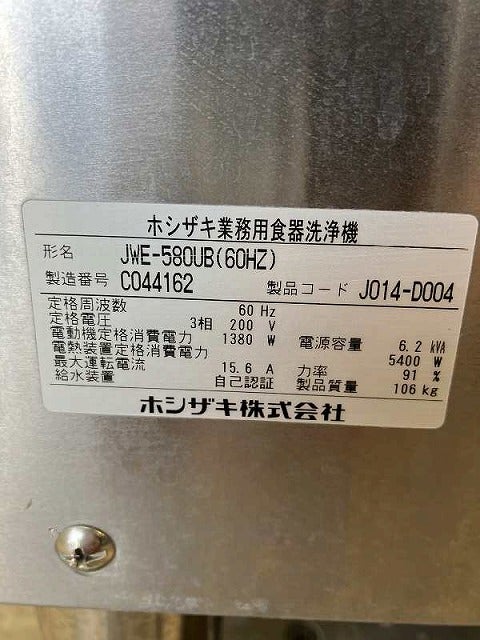 ホシザキ業務用食器洗浄機
形名 JWE-580UB(60HZ)
製造番号 C044162 製品コード J014-D004
定格周波数 60 Hz
定格電圧 3相 200 V 電源容量 6.2 kVA
電動機定格消費電力 1380 W
電熱装置定格消費電力 5400 W
最大運転電流 15.6 A 力率 91 %
給水装置 自己認証 製品質量 106 kg
ホシザキ株式会社